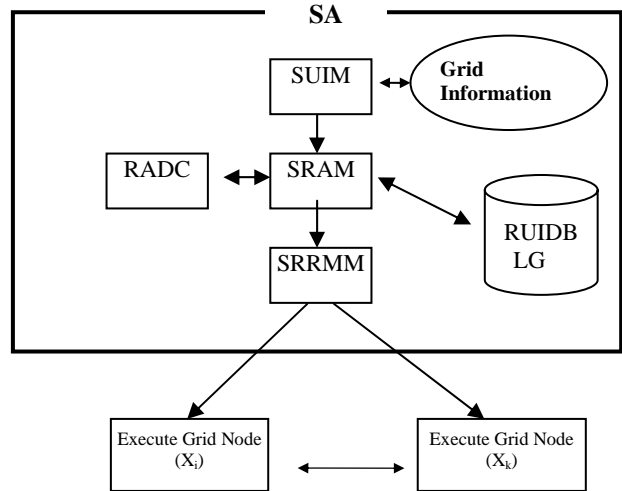 SA
SUIM
Grid
Information
RADC
SRAM
RUIDB
LG
SRRMM
Execute Grid Node
(Xi)
Execute Grid Node
(Xk)